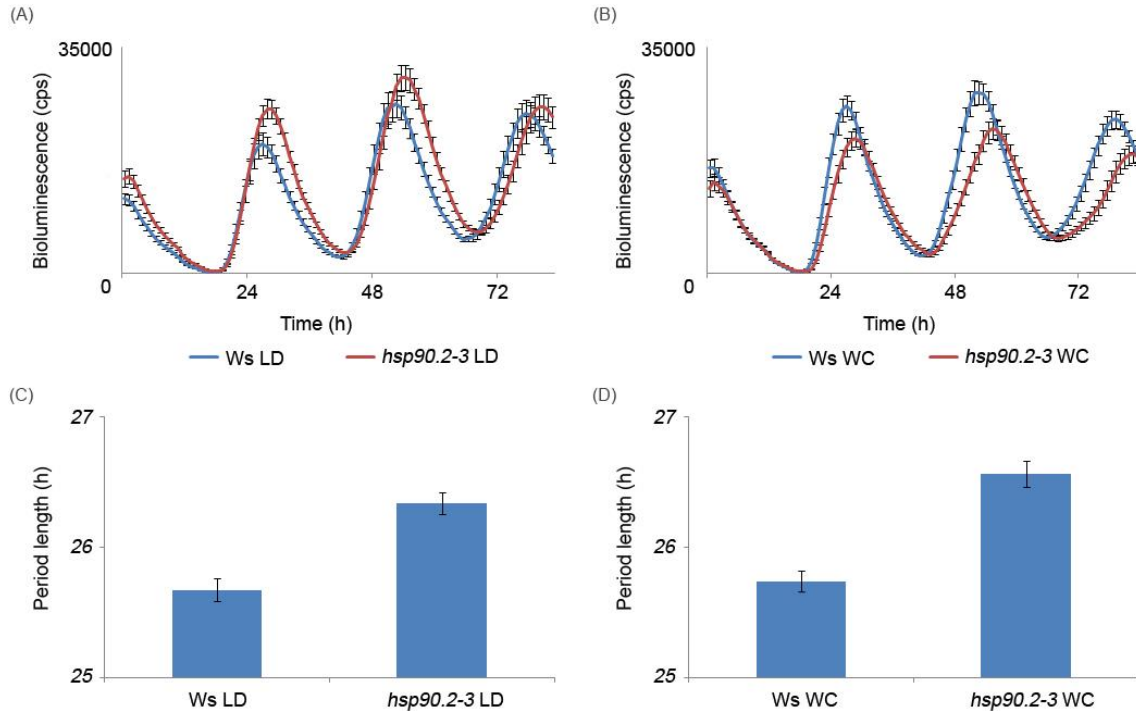 (A)
35000
Bioluminescence (cps)
0
24
48
72
Time (h)
Ws LD
hsp90.2-3 LD
(B)
35000
Bioluminescence (cps)
0
24
48
72
Time (h)
Ws WC
hsp90.2-3 WC
(C)
27
26
25
Period length (h)
Ws LD
hsp90.2-3 LD
(D)
27
26
25
Period length (h)
Ws WC
hsp90.2-3 WC